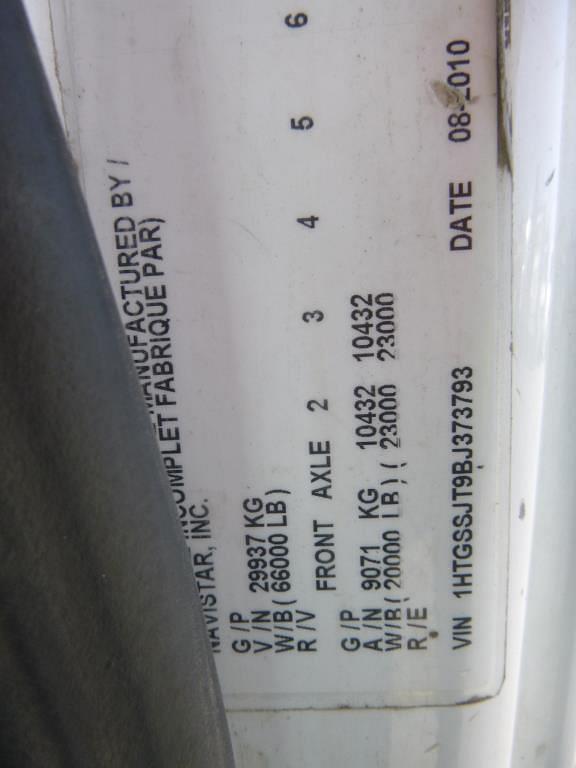 MANUFACTURED BY /
INCOMPLET FABRIQUE PAR)
NAVISTAR, INC.
G/P
V/N 29937 KG
W/B( 66000 LB)
R/V FRONT AXLE 2 3 4 5 6
G/P
A/N 9071 KG 10432 10432
W/B( 20000 LB)( 23000 23000
R/E
VIN 1HTGSSJT9BJ373793 DATE 08-2010